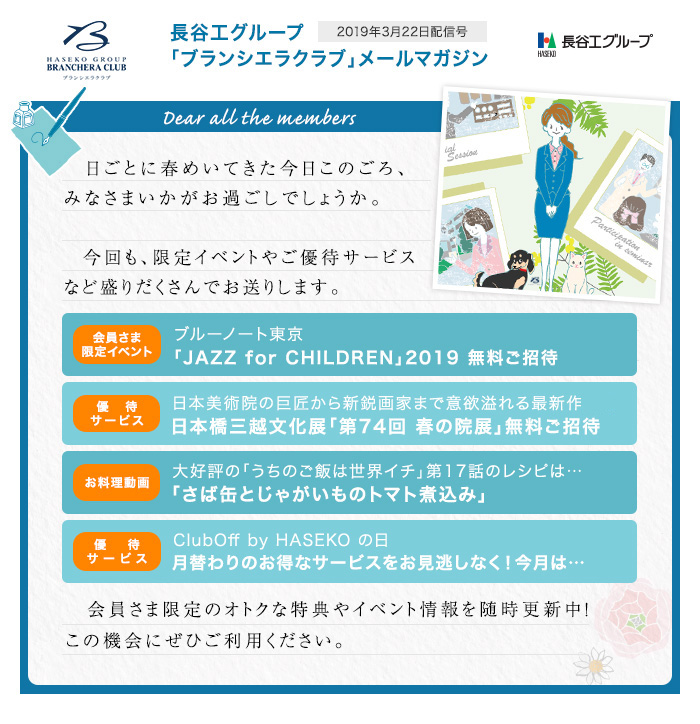 HASEKO GROUP
BRANCHERA CLUB
ブランシエラクラブ
長谷工グループ
2019年3月22日配信号
「ブランシエラクラブ」メールマガジン
HASEKO
長谷工グループ
Dear all the members
ial
Session
Participation
in seminar
日ごとに春めいてきた今日このごろ、
みなさまいかがお過ごしでしょうか。
今回も、限定イベントやご優待サービス
など盛りだくさんでお送りします。
会員さま
限定イベント
ブルーノート東京
「JAZZ for CHILDREN」2019 無料ご招待
優待
サービス
日本美術院の巨匠から新鋭画家まで意欲溢れる最新作
日本橋三越文化展「第74回 春の院展」無料ご招待
お料理動画
大好評の「うちのご飯は世界イチ」第17話のレシピは…
「さば缶とじゃがいものトマト煮込み」
優待
サービス
ClubOff by HASEKO の日
月替わりのお得なサービスをお見逃しなく！今月は…
会員さま限定のオトクな特典やイベント情報を随時更新中！
この機会にぜひご利用ください。